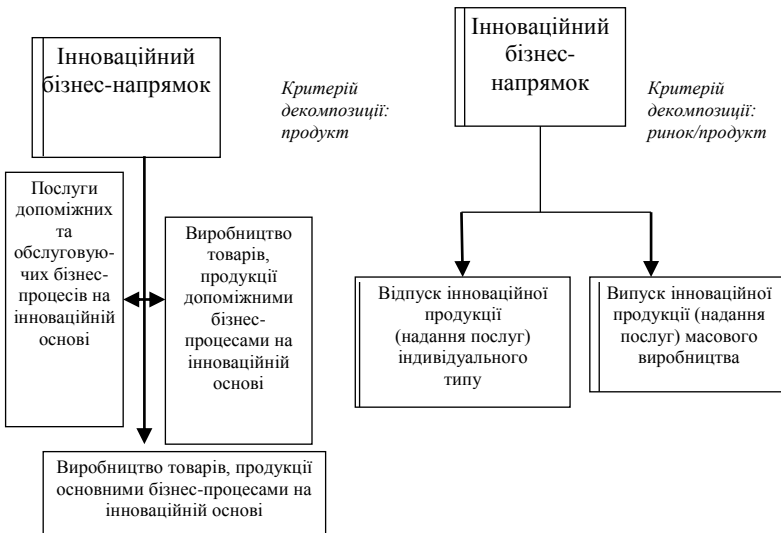 Інноваційний
бізнес-напрямок
Критерій
декомпозиції:
продукт
Послуги
допоміжних
та
обслуговую-
чих бізнес-
процесів на
інноваційній
основі
Виробництво
товарів,
продукції
допоміжними
бізнес-
процесами на
інноваційній
основі
Виробництво товарів, продукції
основними бізнес-процесами на
інноваційній основі
Інноваційний
бізнес-
напрямок
Критерій
декомпозиції:
ринок/продукт
Відпуск інноваційної
продукції
(надання послуг)
індивідуального
типу
Випуск інноваційної
продукції (надання
послуг) масового
виробництва